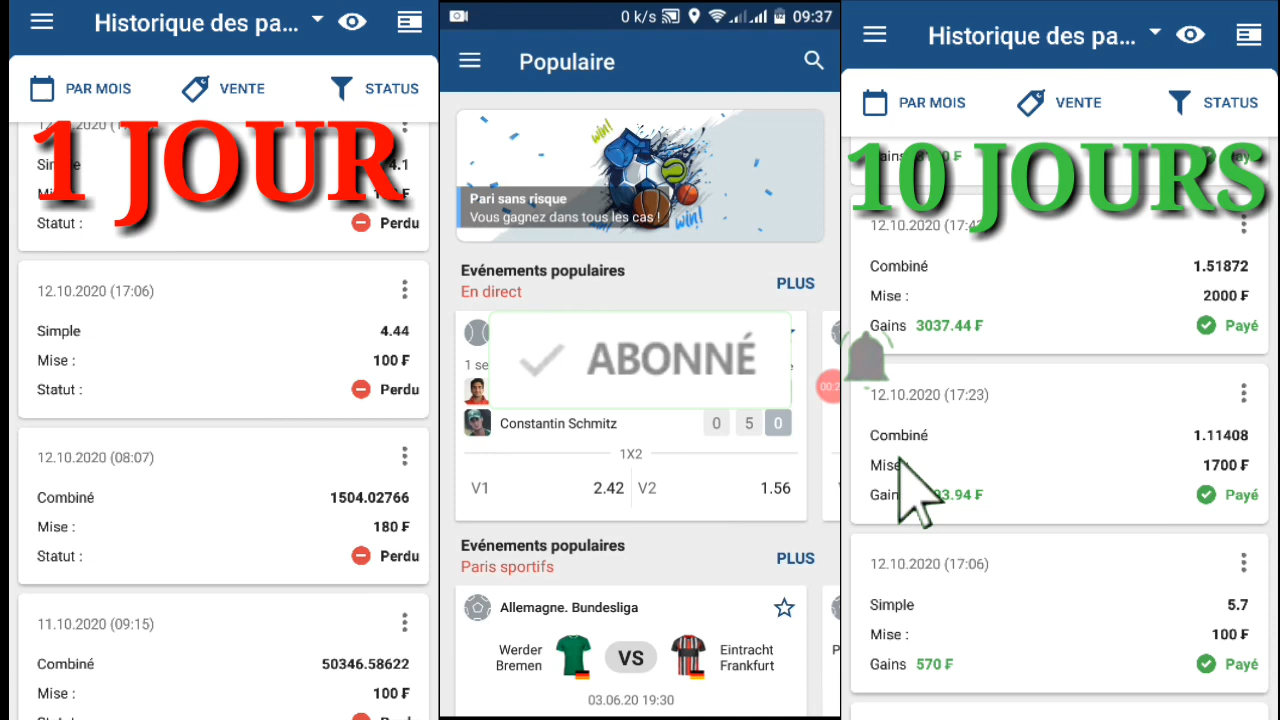 Historique des pa...
PAR MOIS
VENTE
STATUS
1 JOUR
4.1
Statut :
Perdu
12.10.2020 (17:06)
Simple
4.44
Mise :
100 ₣
Statut :
Perdu
12.10.2020 (08:07)
Combiné
1504.02766
Mise :
180 ₣
Statut :
Perdu
11.10.2020 (09:15)
Combiné
50346.58622
Mise :
100 ₣
0 k/s
09:37
Populaire
win!
Pari sans risque
Vous gagnez dans tous les cas !
win!
Evénements populaires
En direct
PLUS
ABONNÉ
Constantin Schmitz
0 5 0
1X2
V1 2.42
V2 1.56
Evénements populaires
Paris sportifs
PLUS
Allemagne. Bundesliga
Werder
Bremen
VS
Eintracht
Frankfurt
03.06.20 19:30
Historique des pa...
PAR MOIS
VENTE
STATUS
10 JOURS
Combiné
1.51872
Mise :
2000 ₣
Gains 3037.44 ₣
Payé
12.10.2020 (17:23)
Combiné
1.11408
Mise
1700 ₣
Payé
12.10.2020 (17:06)
Simple
5.7
Mise :
100 ₣
Gains 570 ₣
Payé